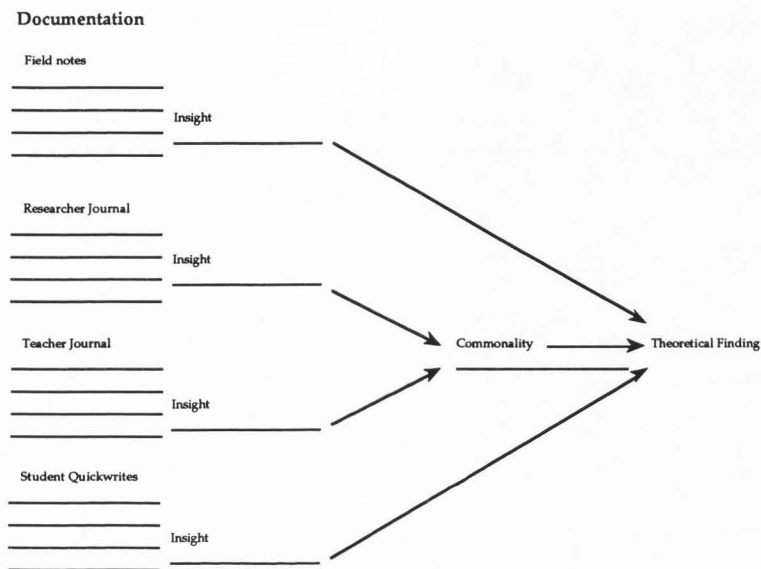 Documentation
Field notes
Insight
Researcher Journal
Insight
Teacher Journal
Commonality
Theoretical Finding
Insight
Student Quickwrites
Insight